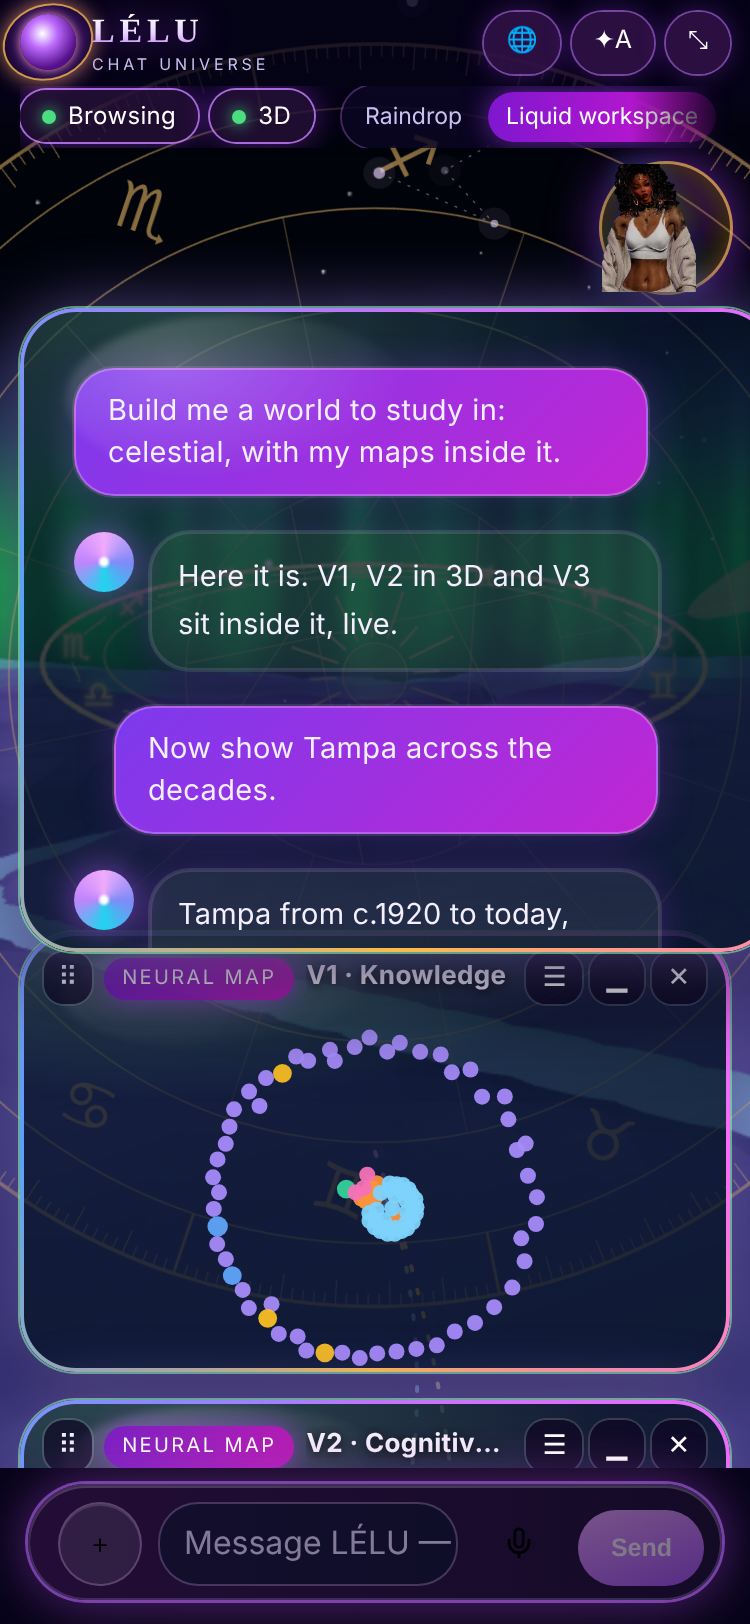 LÉLU
CHAT UNIVERSE
✦A
Browsing
3D
Raindrop
Liquid workspace
Build me a world to study in:
celestial, with my maps inside it.
Here it is. V1, V2 in 3D and V3
sit inside it, live.
Now show Tampa across the
decades.
Tampa from c.1920 to today,
NEURAL MAP
V1 · Knowledge
NEURAL MAP
V2 · Cognitiv...
+
Message LÉLU —
Send